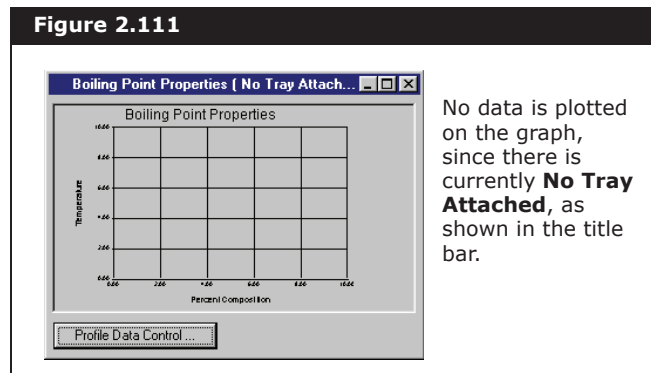 Figure 2.111
Boiling Point Properties ( No Tray Attach...
Boiling Point Properties
Temperature
Percent Composition
Profile Data Control ...
No data is plotted
on the graph,
since there is
currently No Tray
Attached, as
shown in the title
bar.